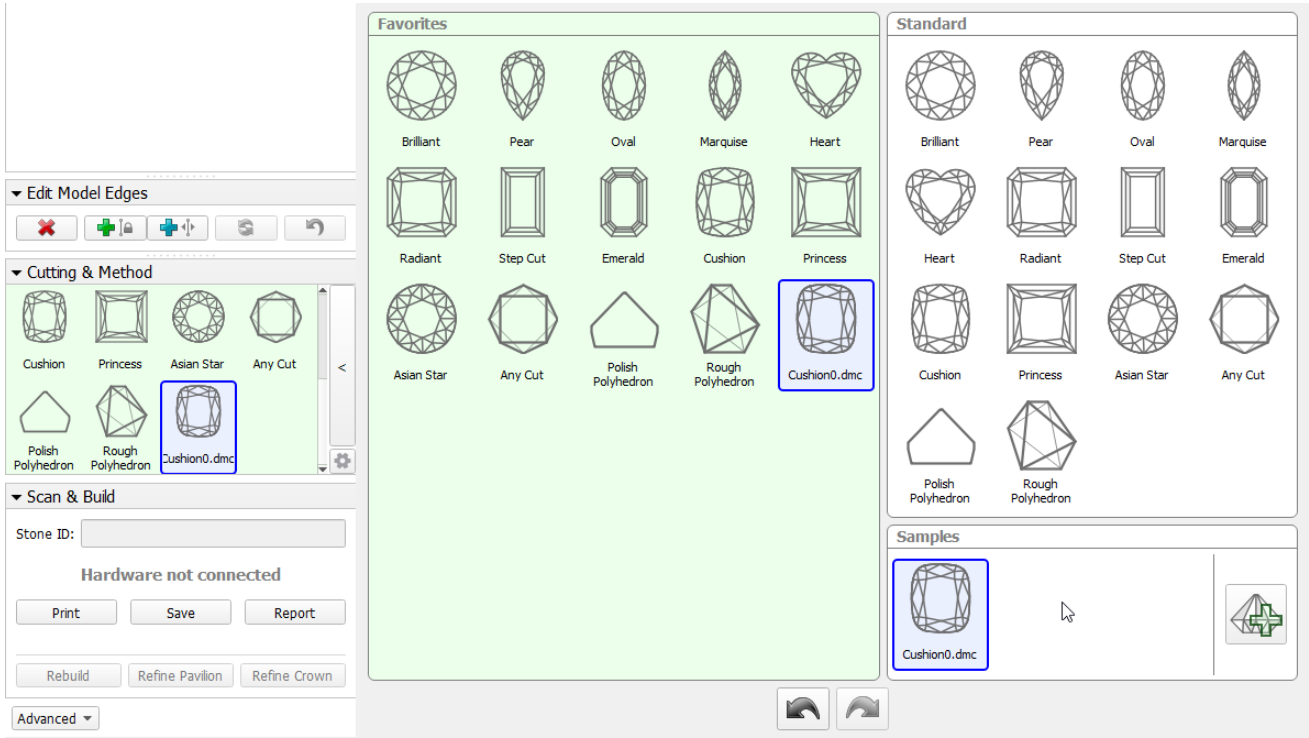 Edit Model Edges
Cutting & Method
Cushion Princess Asian Star Any Cut
<
Polish Polyhedron
Rough Polyhedron
Cushion0.dmc
Scan & Build
Stone ID:
Hardware not connected
Print Save Report
Rebuild Refine Pavilion Refine Crown
Advanced
Favorites
Brilliant Pear Oval Marquise Heart
Radiant Step Cut Emerald Cushion Princess
Asian Star Any Cut
Polish
Polyhedron
Rough
Polyhedron
Cushion0.dmc
Standard
Brilliant Pear Oval Marquise
Heart Radiant Step Cut Emerald
Cushion Princess Asian Star Any Cut
Polish
Polyhedron
Rough
Polyhedron
Samples
Cushion0.dmc